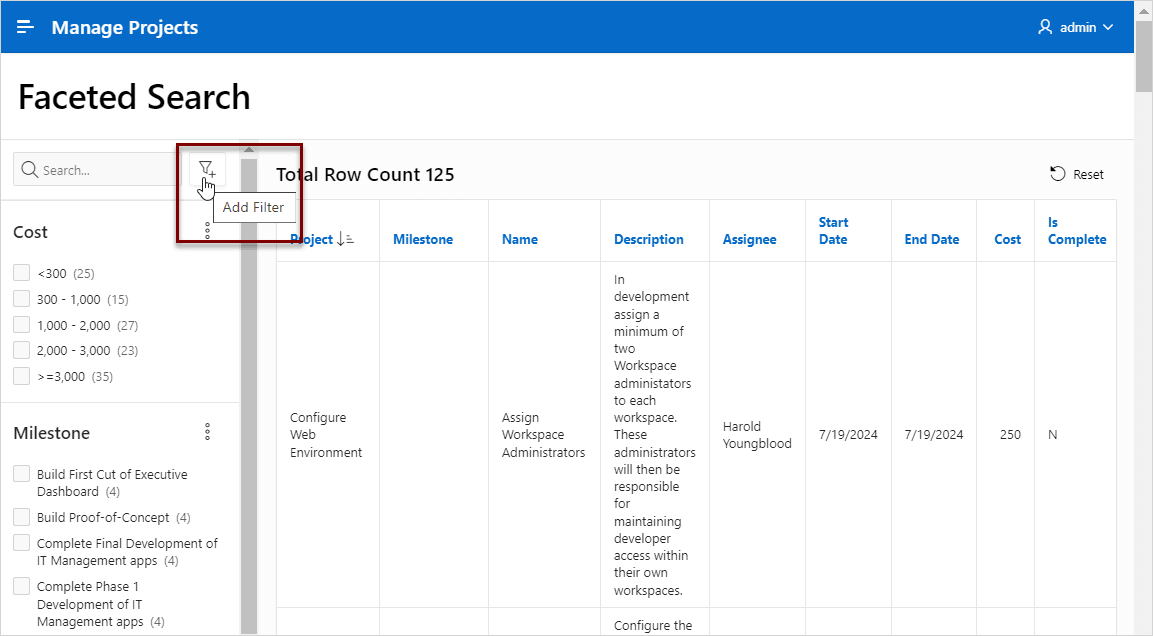 Manage Projects
admin
Faceted Search
Search...
Add Filter
Cost
<300 (25)
300 - 1,000 (15)
1,000 - 2,000 (27)
2,000 - 3,000 (23)
>=3,000 (35)
Milestone
Build First Cut of Executive
Dashboard (4)
Build Proof-of-Concept (4)
Complete Final Development of
IT Management apps (4)
Complete Phase 1
Development of IT
Management apps (4)
Total Row Count 125
Reset
Project
Milestone
Name
Description
Assignee
Start
Date
End Date
Cost
Is
Complete
Configure
Web
Environment
Assign
Workspace
Administrators
In
development
assign a
minimum of
two
Workspace
administators
to each
workspace.
These
administrators
will then be
responsible
for
maintaining
developer
access within
their own
workspaces.
Harold
Youngblood
7/19/2024
7/19/2024
250
N
Configure the